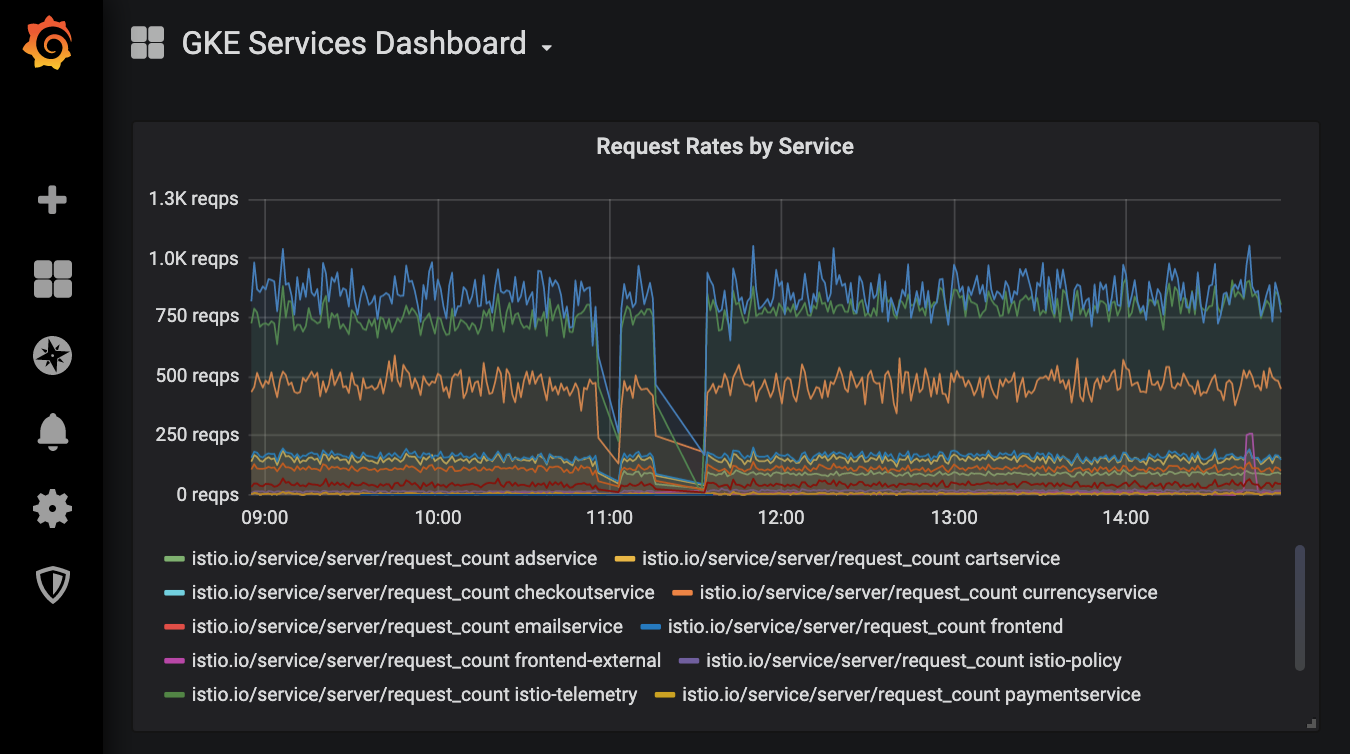 GKE Services Dashboard
Request Rates by Service
1.3K reqps
1.0K reqps
750 reqps
500 reqps
250 reqps
0 reqps
09:00 10:00 11:00 12:00 13:00 14:00
istio.io/service/server/request_count adservice istio.io/service/server/request_count cartservice
istio.io/service/server/request_count checkoutservice istio.io/service/server/request_count currencyservice
istio.io/service/server/request_count emailservice istio.io/service/server/request_count frontend
istio.io/service/server/request_count frontend-external istio.io/service/server/request_count istio-policy
istio.io/service/server/request_count istio-telemetry istio.io/service/server/request_count paymentservice